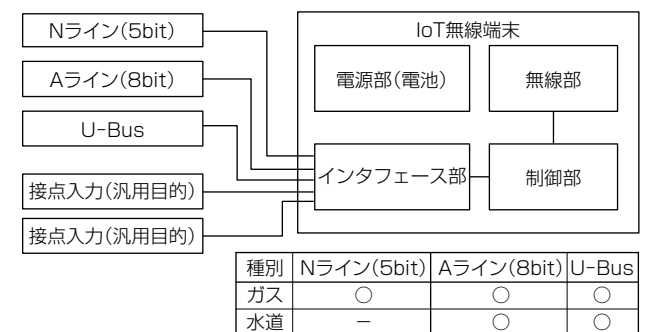 Nライン(5bit)
Aライン(8bit)
U-Bus
接点入力(汎用目的)
接点入力(汎用目的)
IoT無線端末
電源部(電池)
無線部
インタフェース部
制御部
種別 Nライン(5bit) Aライン(8bit) U-Bus
ガス ○ ○ ○
水道 − ○ ○